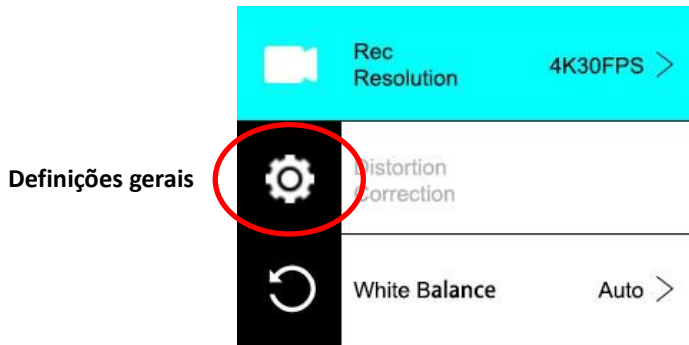 Rec
Resolution
4K30FPS >
Definições gerais
Distortion
Correction
White Balance
Auto >